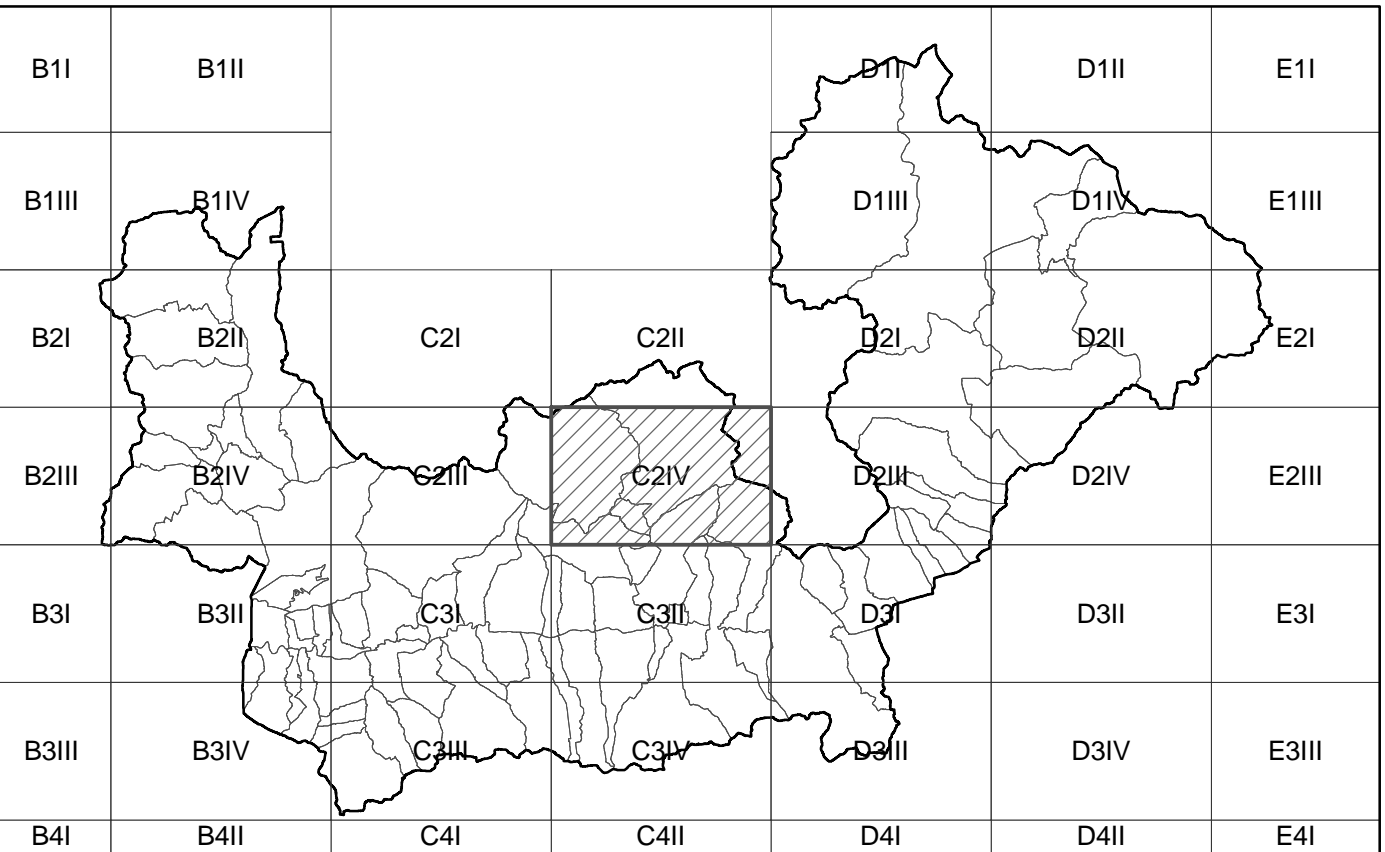 B1I B1II D1I D1II E1I
B1III B1IV D1III D1IV E1III
B2I B2II C2I C2II D2I D2II E2I
B2III B2IV C2III C2IV D2III D2IV E2III
B3I B3II C3I C3II D3I D3II E3I
B3III B3IV C3III C3IV D3III D3IV E3III
B4I B4II C4I C4II D4I D4II E4I